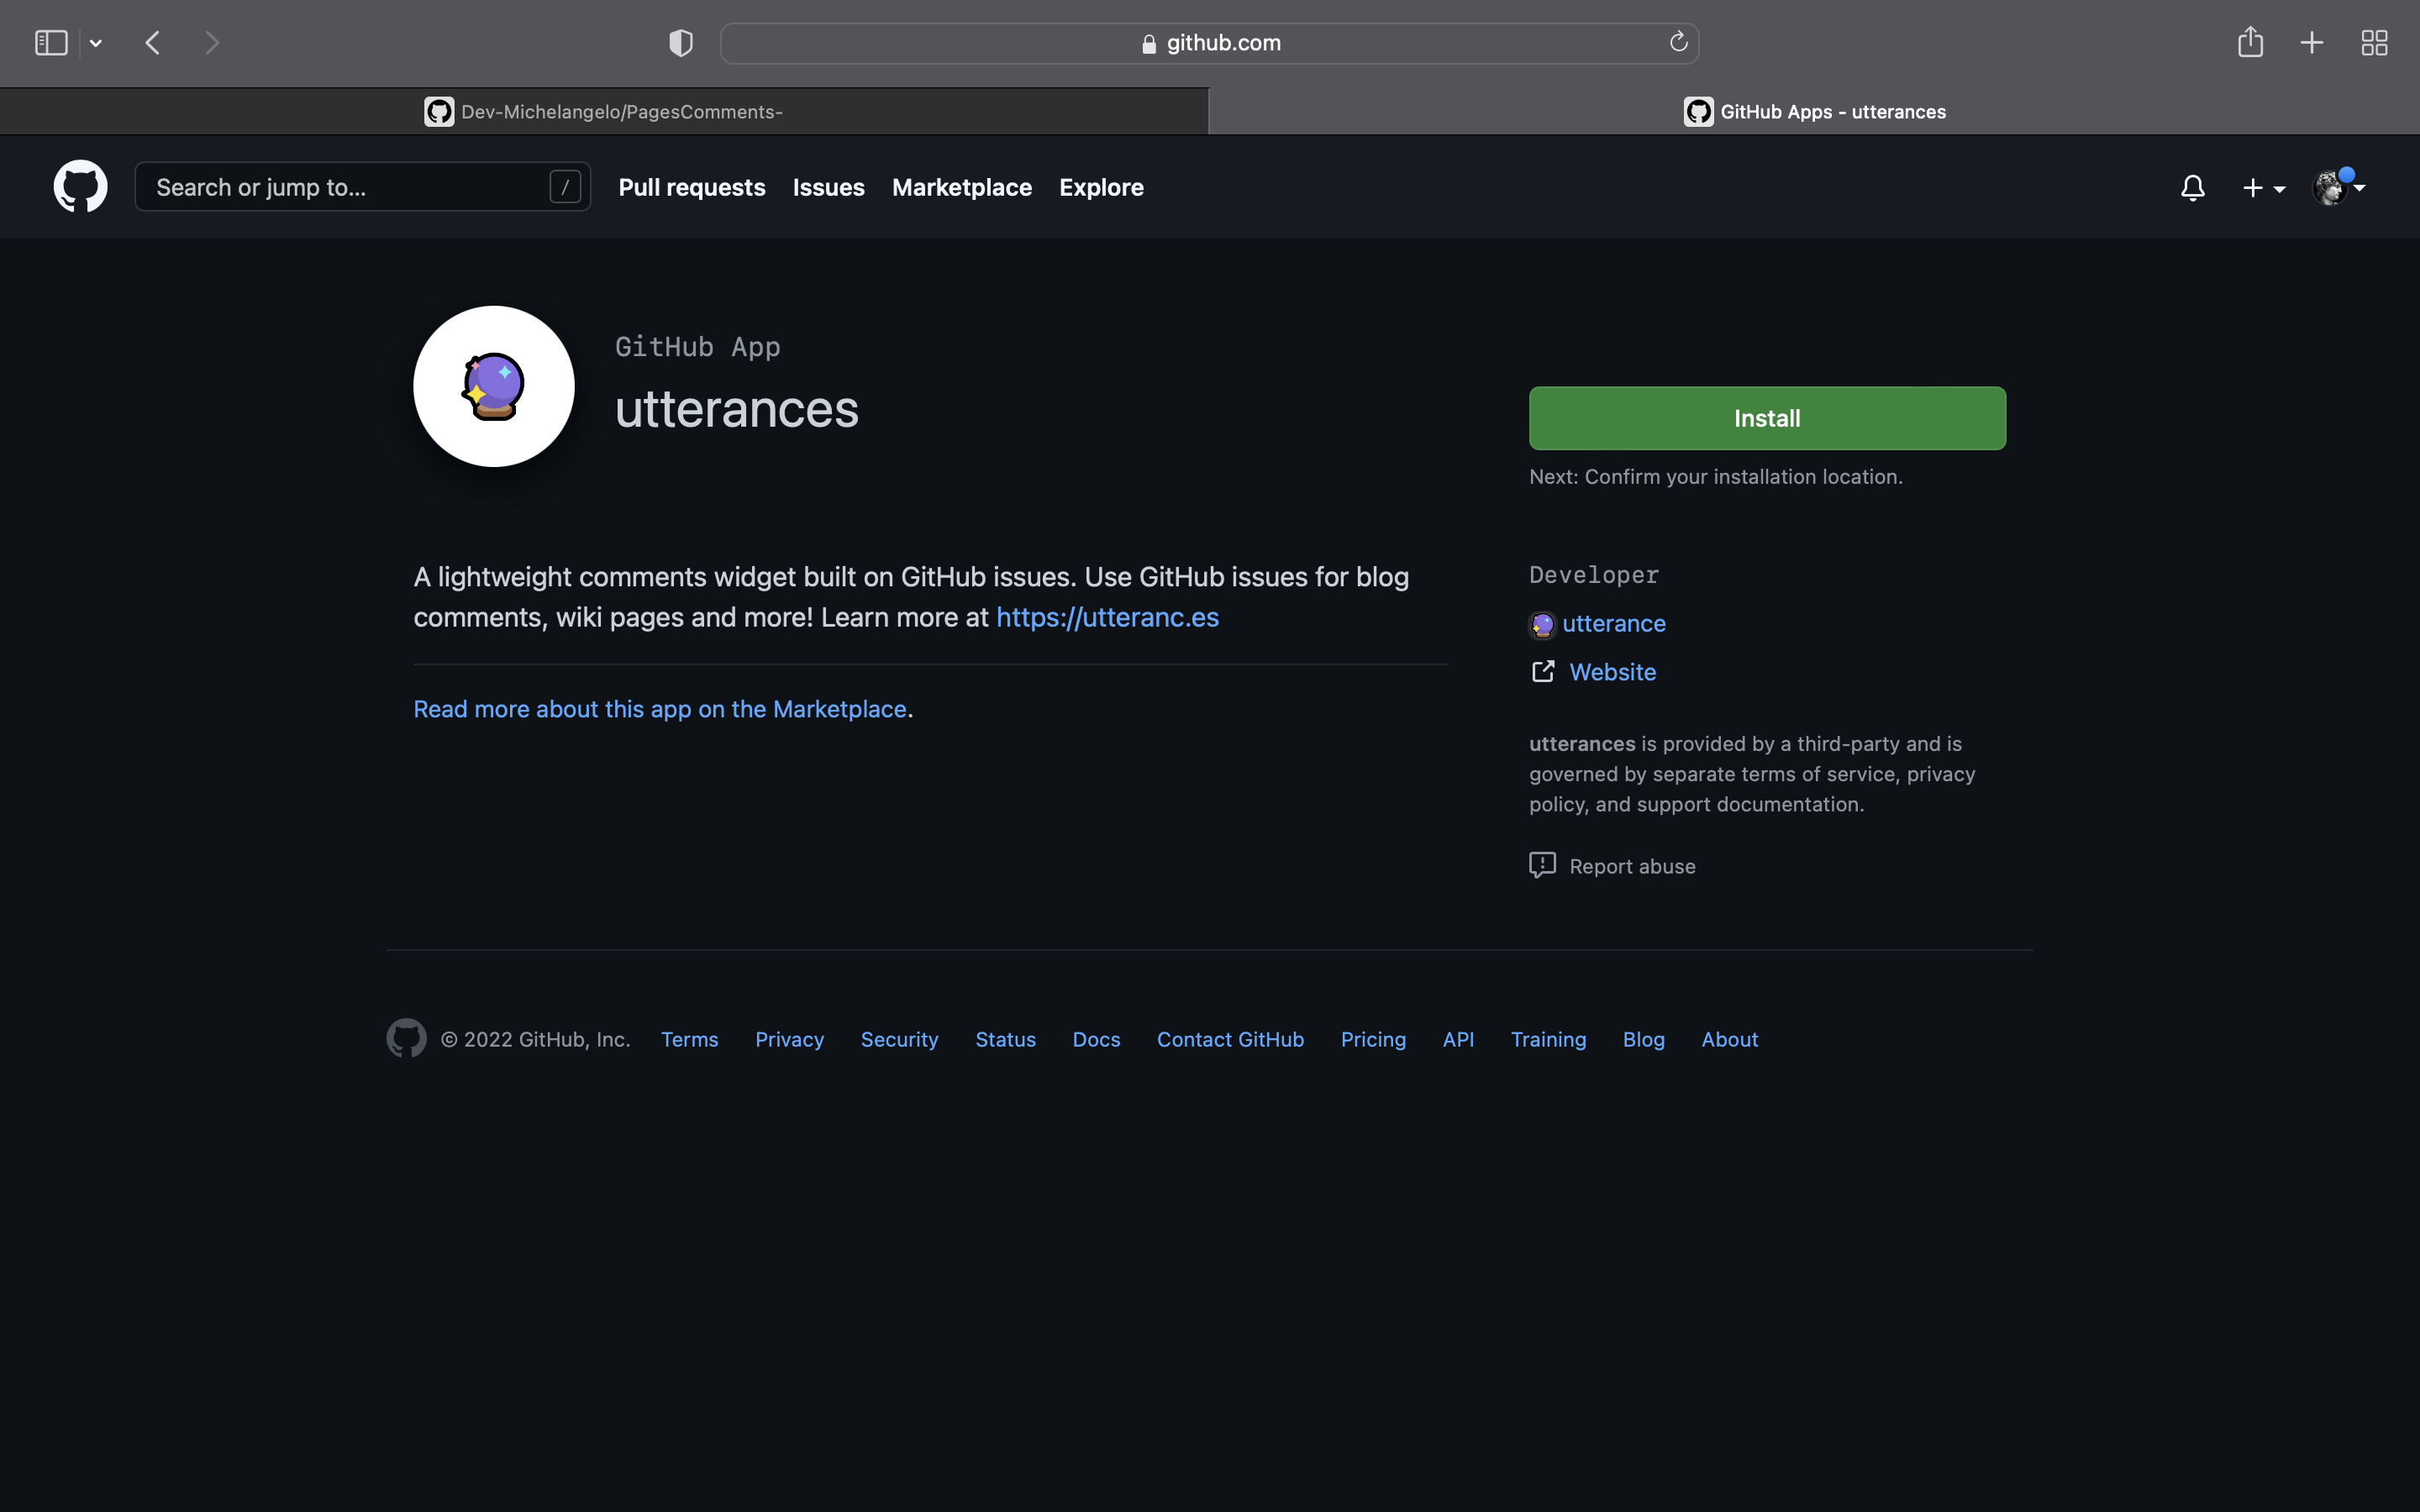 github.com
Dev-Michelangelo/PagesComments-
GitHub Apps - utterances
Search or jump to...
/
Pull requests
Issues
Marketplace
Explore
GitHub App
utterances
Install
Next: Confirm your installation location.
A lightweight comments widget built on GitHub issues. Use GitHub issues for blog
comments, wiki pages and more! Learn more at https://utteranc.es
Read more about this app on the Marketplace.
Developer
utterance
Website
utterances is provided by a third-party and is
governed by separate terms of service, privacy
policy, and support documentation.
Report abuse
© 2022 GitHub, Inc.
Terms
Privacy
Security
Status
Docs
Contact GitHub
Pricing
API
Training
Blog
About